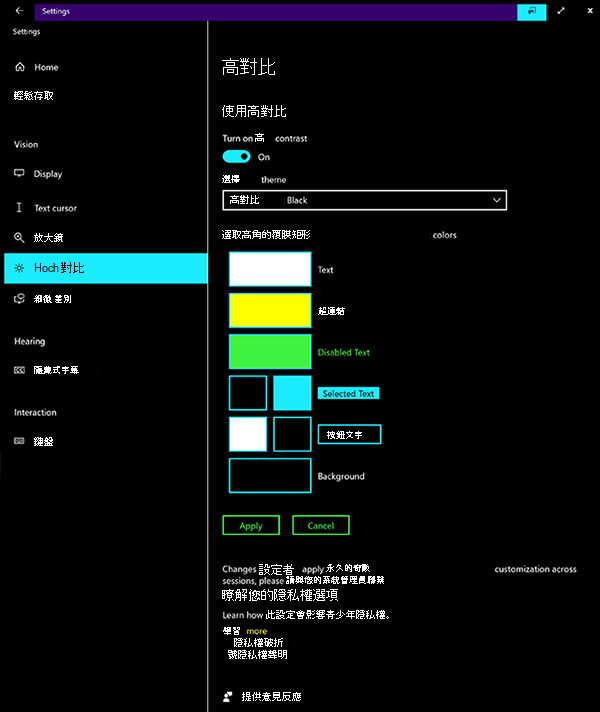 Settings
Settings
Home
輕鬆存取
Vision
Display
Text cursor
放大鏡
Hoch 對比
細微 差別
Hearing
隱藏式字幕
Interaction
鍵盤
高對比
使用高對比
Turn on 高 contrast
On
選擇 theme
高對比 Black
選取高角的覆膜矩形 colors
Text
超連結
Disabled Text
Selected Text
按鈕文字
Background
Apply
Cancel
Changes 設定者 apply 永久的奇數 customization across
sessions, please 請與您的系統管理員聯繫
瞭解您的隱私權選項
Learn how 此設定會影響青少年隱私權。
學習 more
隱私權破折
號隱私權聲明
提供意見反應